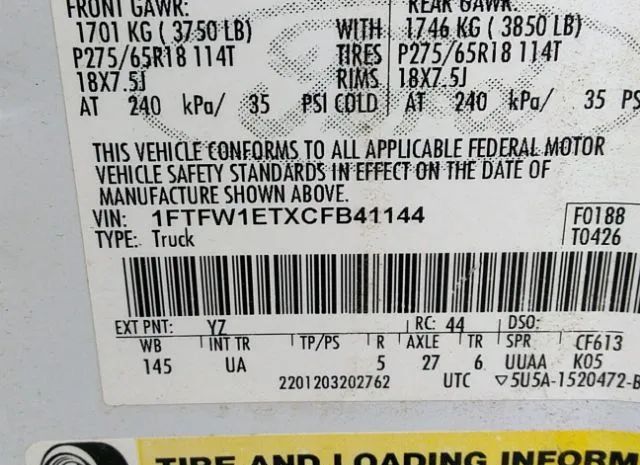 FRONT GAWR: REAR GAWR:
1701 KG ( 3750 LB) WITH 1746 KG ( 3850 LB)
P275/65R18 114T TIRES P275/65R18 114T
18X7.5J RIMS 18X7.5J
AT 240 kPa/ 35 PSI COLD AT 240 kPa/ 35 PS
THIS VEHICLE CONFORMS TO ALL APPLICABLE FEDERAL MOTOR
VEHICLE SAFETY STANDARDS IN EFFECT ON THE DATE OF
MANUFACTURE SHOWN ABOVE.
VIN: 1FTFW1ETXCFB41144 F0188
TYPE: Truck T0426
EXT PNT: YZ RC: 44 DSO:
WB INT TR TP/PS R AXLE TR SPR CF613
145 UA 5 27 6 UUAA K05
2201203202762 UTC ▽5U5A-1520472-B
TIRE AND LOADING INFORM